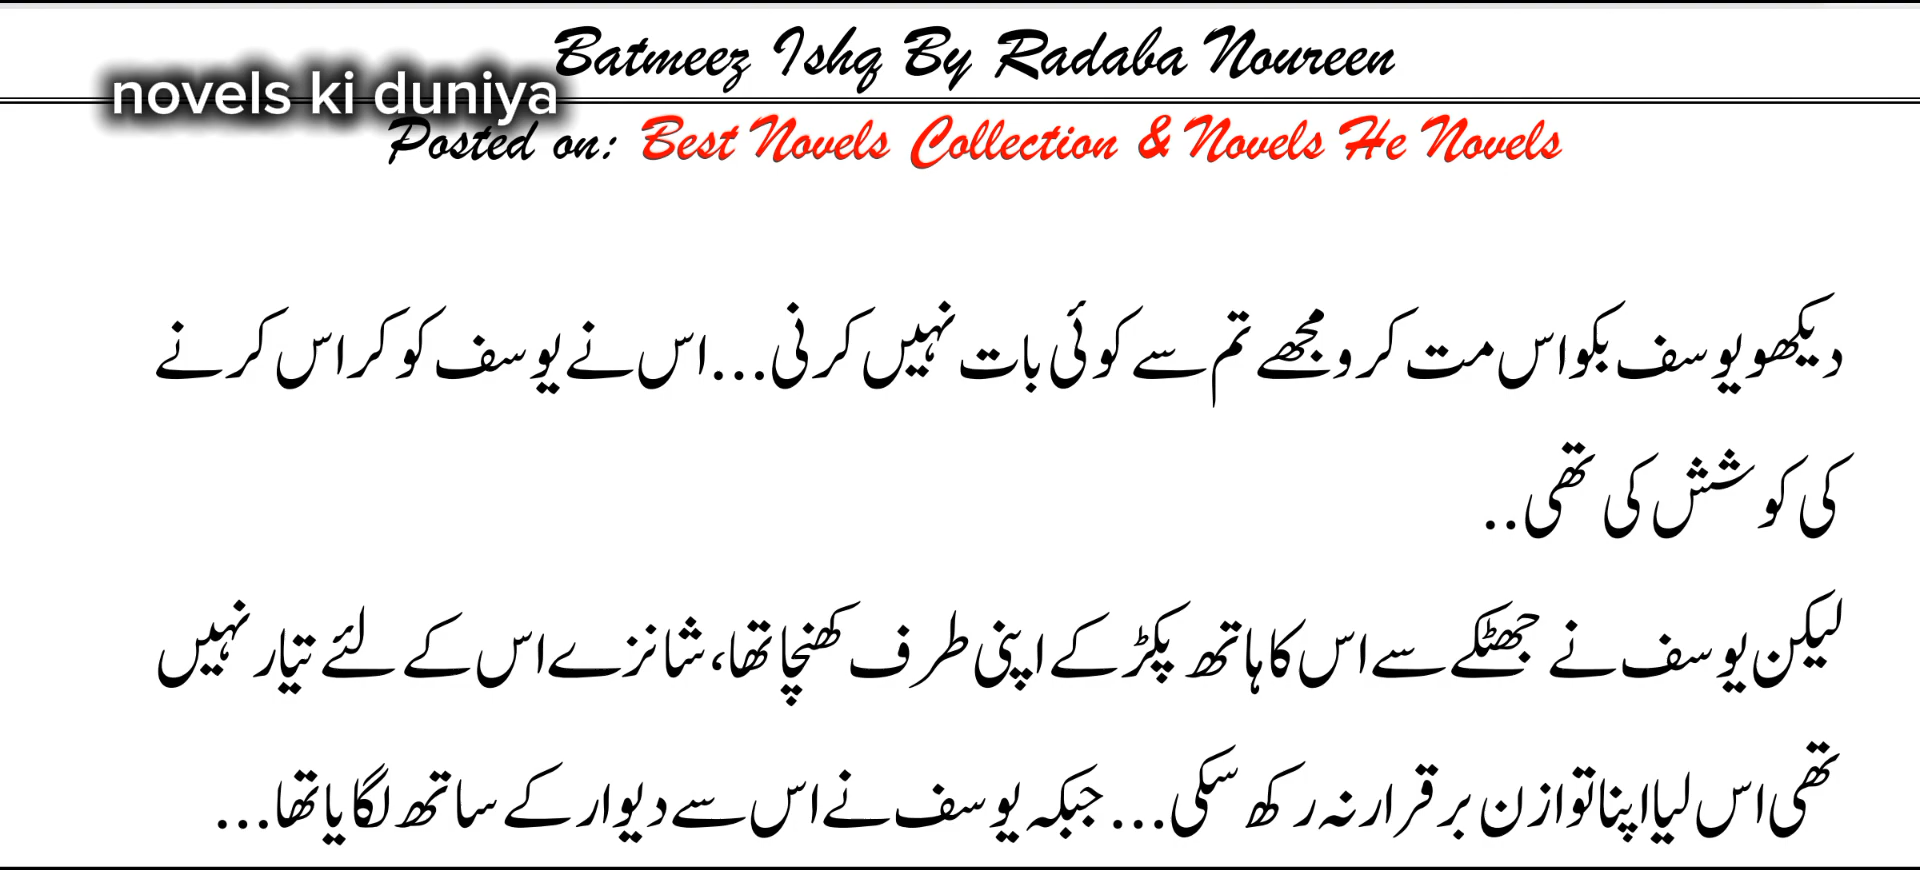 Batmeez Ishq By Radaba Noureen
novels ki duniya
Posted on: Best Novels Collection & Novels He Novels
دیکھو یوسف بکواس مت کرو مجھے تم سے کوئی بات نہیں کرنی...اس نے یوسف کو کراس کرنے
کی کوشش کی تھی..
لیکن یوسف نے جھٹکے سے اس کا ہاتھ پکڑ کے اپنی طرف کھنچا تھا، شانزے اس کے لئے تیار نہیں
تھی اس لیا اپنا توازن برقرار نہ رکھ سکی... جبکہ یوسف نے اس سے دیوار کے ساتھ لگایا تھا...